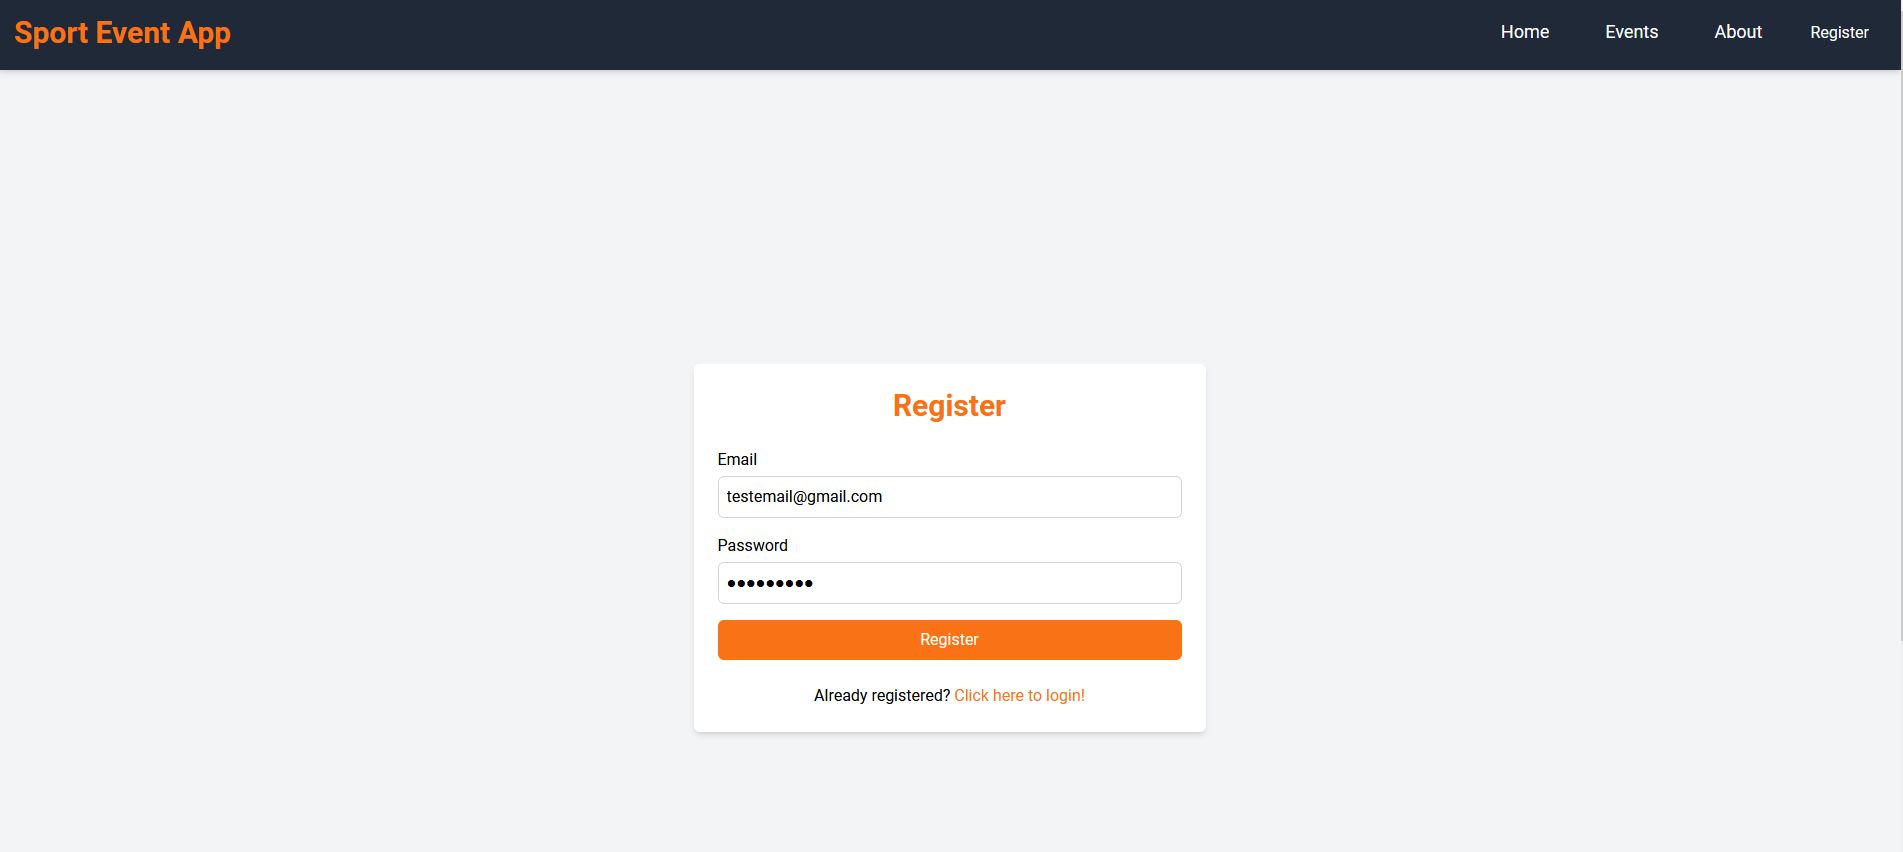 Sport Event App
Home Events About Register
Register
Email
testemail@gmail.com
Password
•••••••••
Register
Already registered? Click here to login!